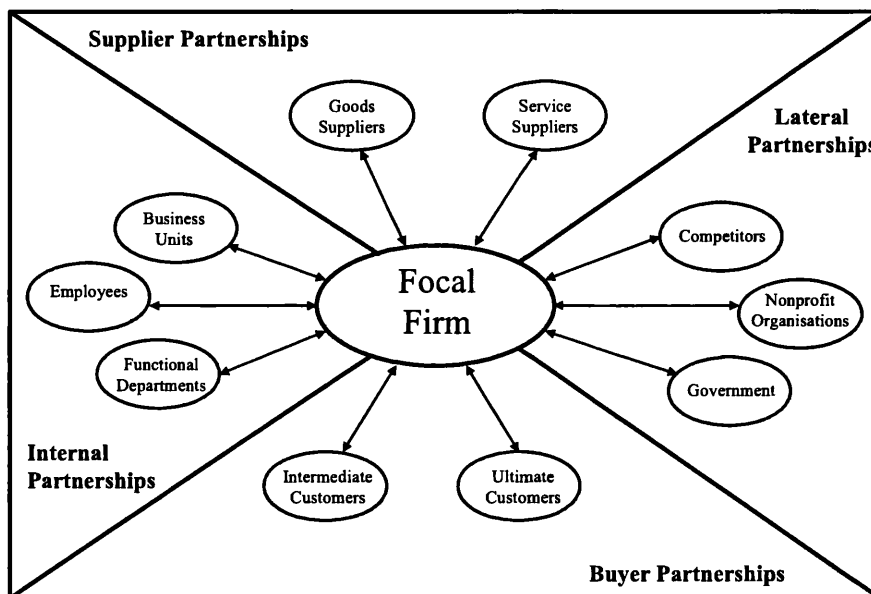 Supplier Partnerships
Goods
Suppliers
Service
Suppliers
Lateral
Partnerships
Business
Units
Competitors
Employees
Focal
Firm
Nonprofit
Organisations
Functional
Departments
Government
Internal
Partnerships
Intermediate
Customers
Ultimate
Customers
Buyer Partnerships